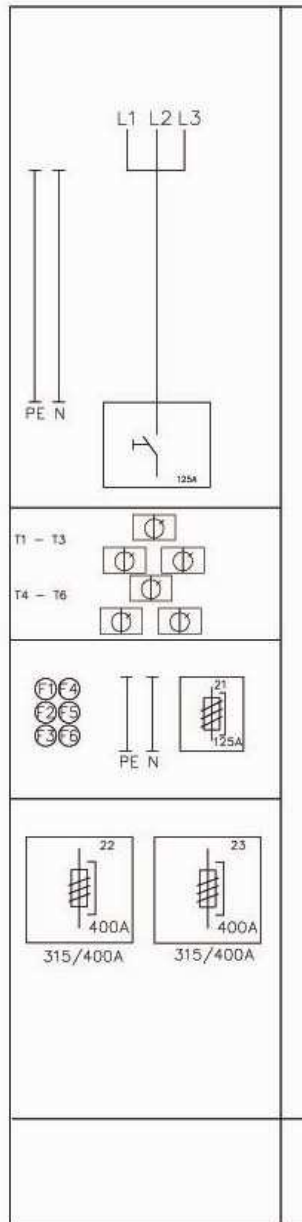 L1 L2 L3
PE N
125A
T1 - T3
T4 - T6
F1 F4
F2 F5
F3 F6
PE N
21
125A
22
400A
315/400A
23
400A
315/400A